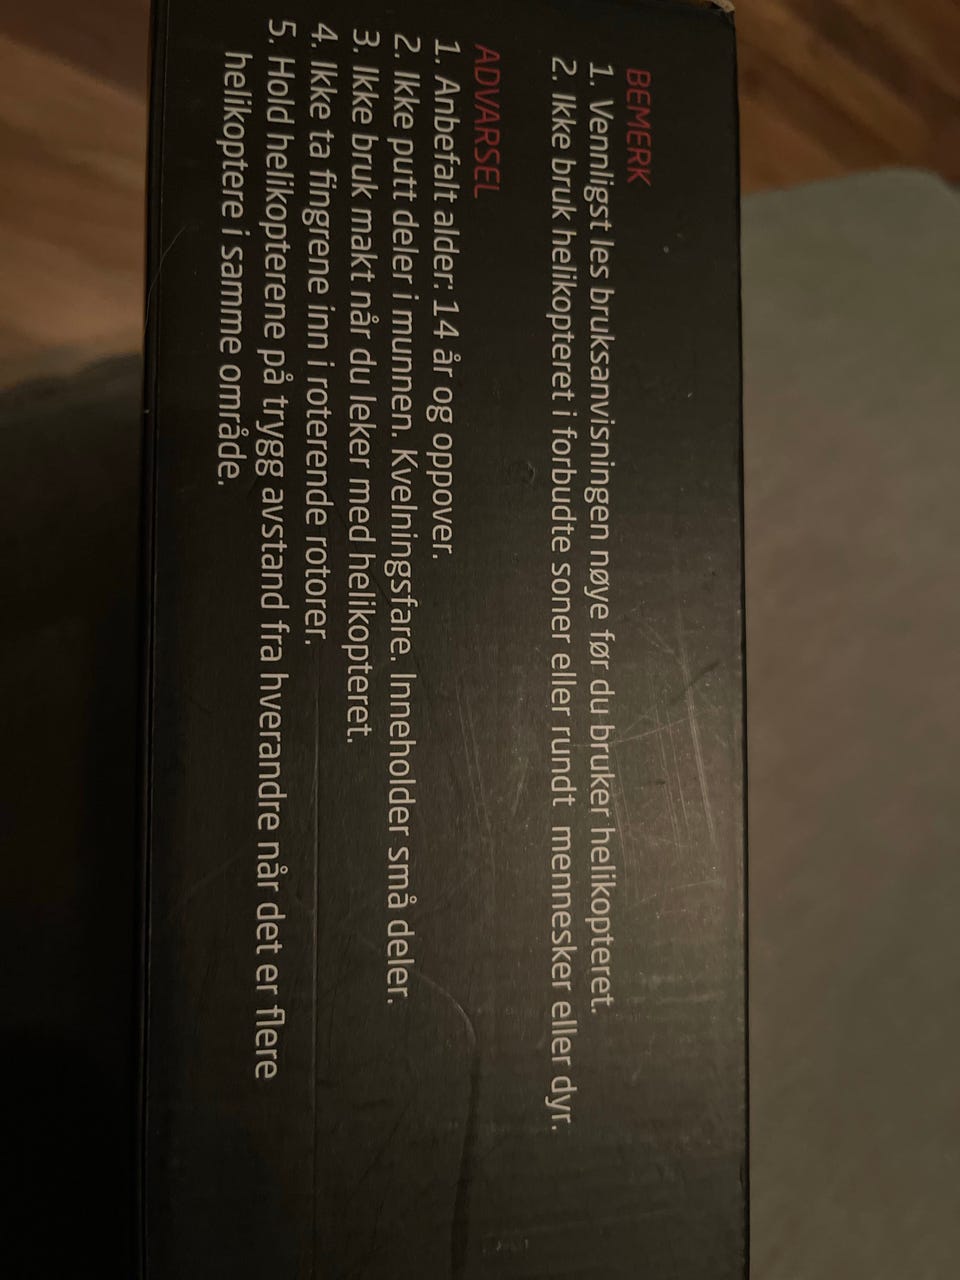 BEMERK
1. Vennligst les bruksanvisningen nøye før du bruker helikopteret.
2. Ikke bruk helikopteret i forbudte soner eller rundt mennesker eller dyr.
ADVARSEL
1. Anbefalt alder: 14 år og oppover.
2. Ikke putt deler i munnen. Kvelningsfare. Inneholder små deler.
3. Ikke bruk makt når du leker med helikopteret.
4. Ikke ta fingrene inn i roterende rotorer.
5. Hold helikopterene på trygg avstand fra hverandre når det er flere
helikoptere i samme område.